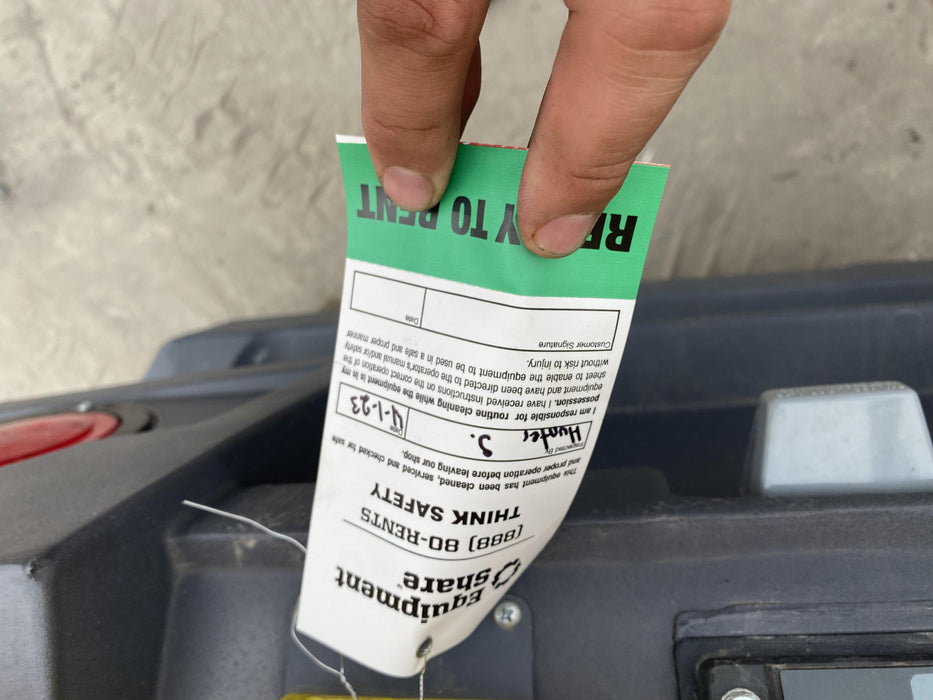 Equipment
Share
(888) 80-RENTS
THINK SAFETY
This equipment has been cleaned, serviced and checked for safe
and proper operation before leaving our shop.
Inspected By Date
Hunter S. 4-1-23
I am responsible for routine cleaning while the equipment is in my
possession. I have received instructions on the correct operation of the
equipment and have been directed to the operator's manual and/or safety
sheet to enable the equipment to be used in a safe and proper manner
without risk to injury.
Customer Signature Date
TO RENT